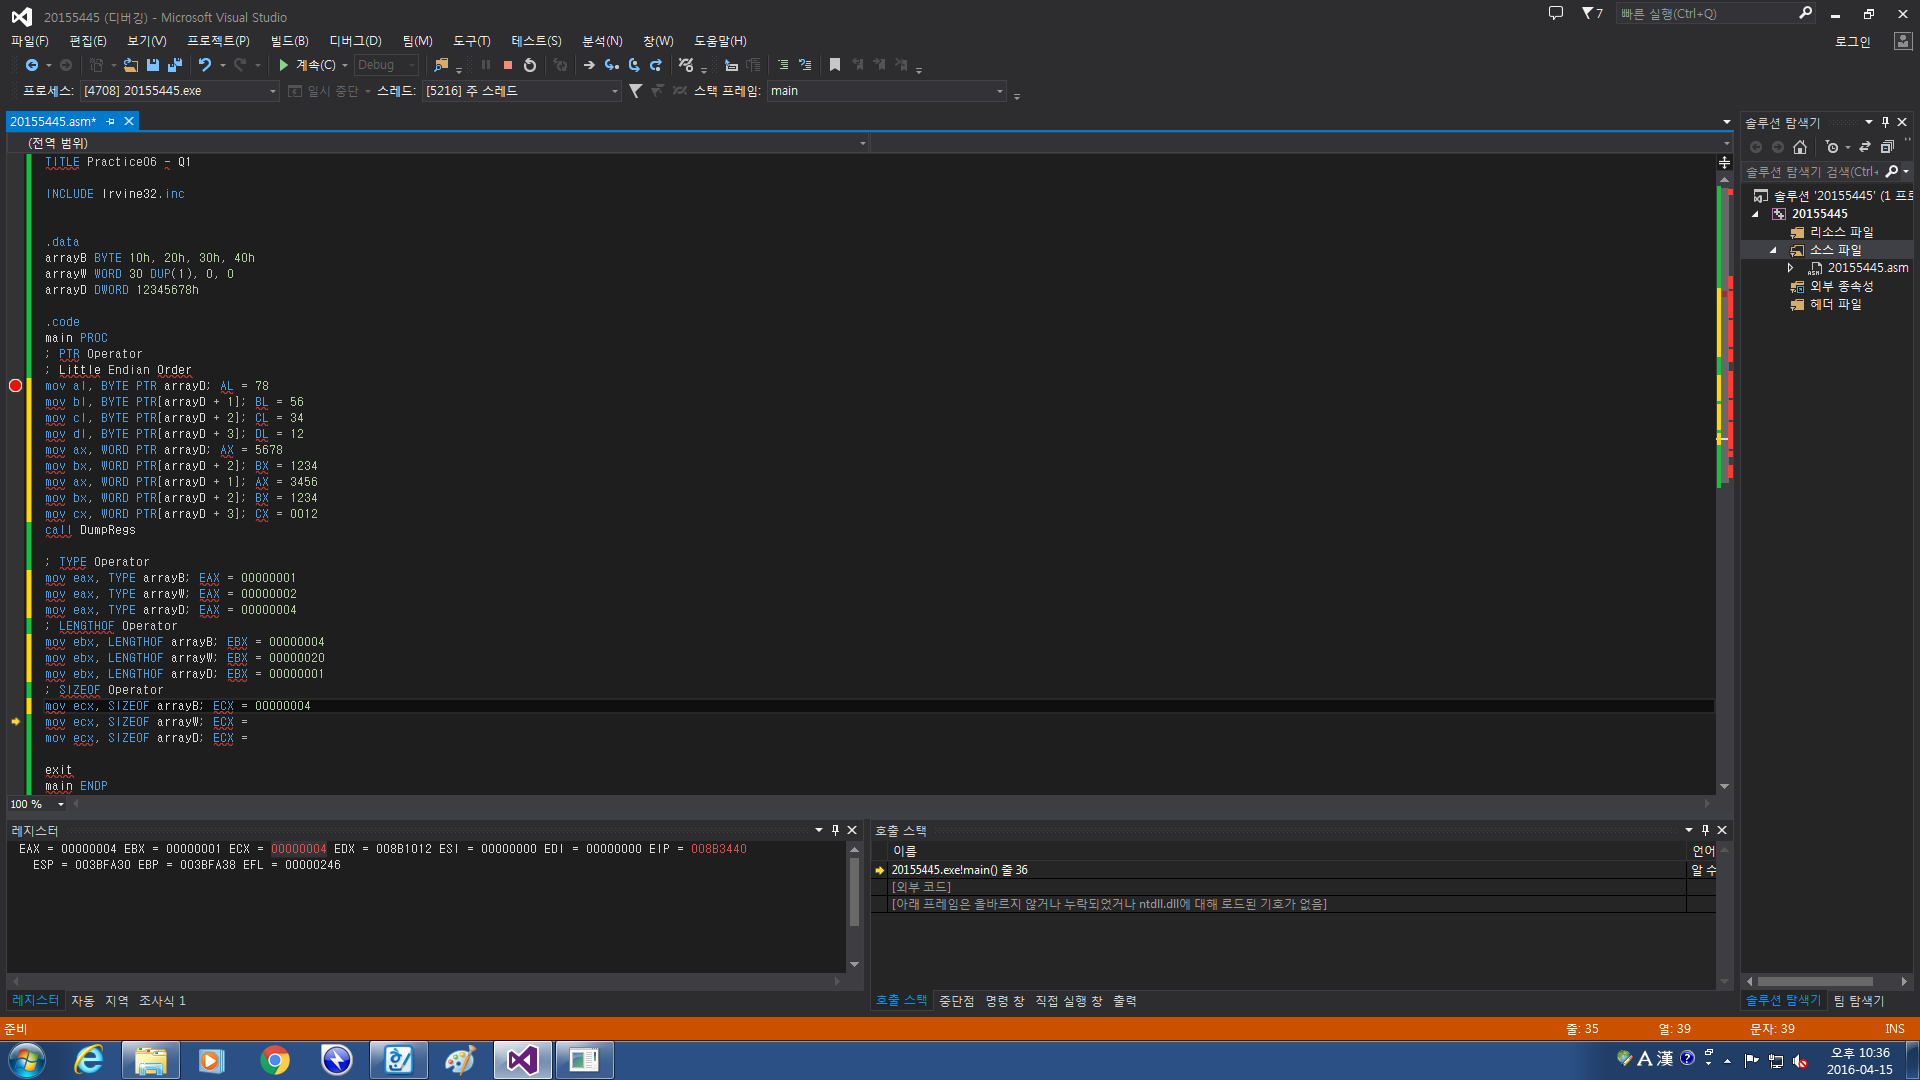 20155445 (디버깅) - Microsoft Visual Studio
7
빠른 실행(Ctrl+Q)
파일(F) 편집(E) 보기(V) 프로젝트(P) 빌드(B) 디버그(D) 팀(M) 도구(T) 테스트(S) 분석(N) 창(W) 도움말(H)
로그인
계속(C) Debug
프로세스: [4708] 20155445.exe 일시 중단 스레드: [5216] 주 스레드 스택 프레임: main
20155445.asm*
(전역 범위)
TITLE Practice06 - Q1
INCLUDE Irvine32.inc
.data
arrayB BYTE 10h, 20h, 30h, 40h
arrayW WORD 30 DUP(1), 0, 0
arrayD DWORD 12345678h
.code
main PROC
; PTR Operator
; Little Endian Order
mov al, BYTE PTR arrayD; AL = 78
mov bl, BYTE PTR[arrayD + 1]; BL = 56
mov cl, BYTE PTR[arrayD + 2]; CL = 34
mov dl, BYTE PTR[arrayD + 3]; DL = 12
mov ax, WORD PTR arrayD; AX = 5678
mov bx, WORD PTR[arrayD + 2]; BX = 1234
mov ax, WORD PTR[arrayD + 1]; AX = 3456
mov bx, WORD PTR[arrayD + 2]; BX = 1234
mov cx, WORD PTR[arrayD + 3]; CX = 0012
call DumpRegs
; TYPE Operator
mov eax, TYPE arrayB; EAX = 00000001
mov eax, TYPE arrayW; EAX = 00000002
mov eax, TYPE arrayD; EAX = 00000004
; LENGTHOF Operator
mov ebx, LENGTHOF arrayB; EBX = 00000004
mov ebx, LENGTHOF arrayW; EBX = 00000020
mov ebx, LENGTHOF arrayD; EBX = 00000001
; SIZEOF Operator
mov ecx, SIZEOF arrayB; ECX = 00000004
mov ecx, SIZEOF arrayW; ECX =
mov ecx, SIZEOF arrayD; ECX =
exit
main ENDP
100 %
솔루션 탐색기
솔루션 탐색기 검색(Ctrl+
솔루션 '20155445' (1 프로
20155445
리소스 파일
소스 파일
20155445.asm
외부 종속성
헤더 파일
솔루션 탐색기 팀 탐색기
레지스터
EAX = 00000004 EBX = 00000001 ECX = 00000004 EDX = 008B1012 ESI = 00000000 EDI = 00000000 EIP = 008B3440
ESP = 003BFA30 EBP = 003BFA38 EFL = 00000246
레지스터 자동 지역 조사식 1
호출 스택
이름 언어
20155445.exe!main() 줄 36 알 수
[외부 코드]
[아래 프레임은 올바르지 않거나 누락되었거나 ntdll.dll에 대해 로드된 기호가 없음]
호출 스택 중단점 명령 창 직접 실행 창 출력
준비 줄: 35 열: 39 문자: 39 INS
A 漢
오후 10:36
2016-04-15